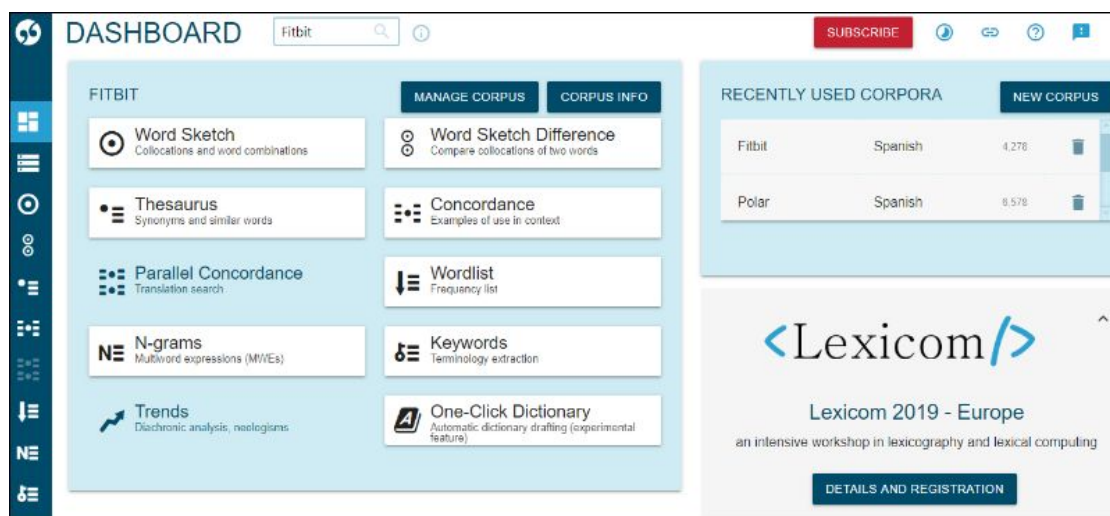 DASHBOARD
Fitbit
SUBSCRIBE
FITBIT
MANAGE CORPUS
CORPUS INFO
Word Sketch
Collocations and word combinations
Word Sketch Difference
Compare collocations of two words
Thesaurus
Synonyms and similar words
Concordance
Examples of use in context
Parallel Concordance
Translation search
Wordlist
Frequency list
N-grams
Multiword expressions (MWEs)
Keywords
Terminology extraction
Trends
Diachronic analysis, neologisms
One-Click Dictionary
Automatic dictionary drafting (experimental
feature)
RECENTLY USED CORPORA
NEW CORPUS
Fitbit Spanish 4,278
Polar Spanish 8,578
<Lexicom/>
Lexicom 2019 - Europe
an intensive workshop in lexicography and lexical computing
DETAILS AND REGISTRATION